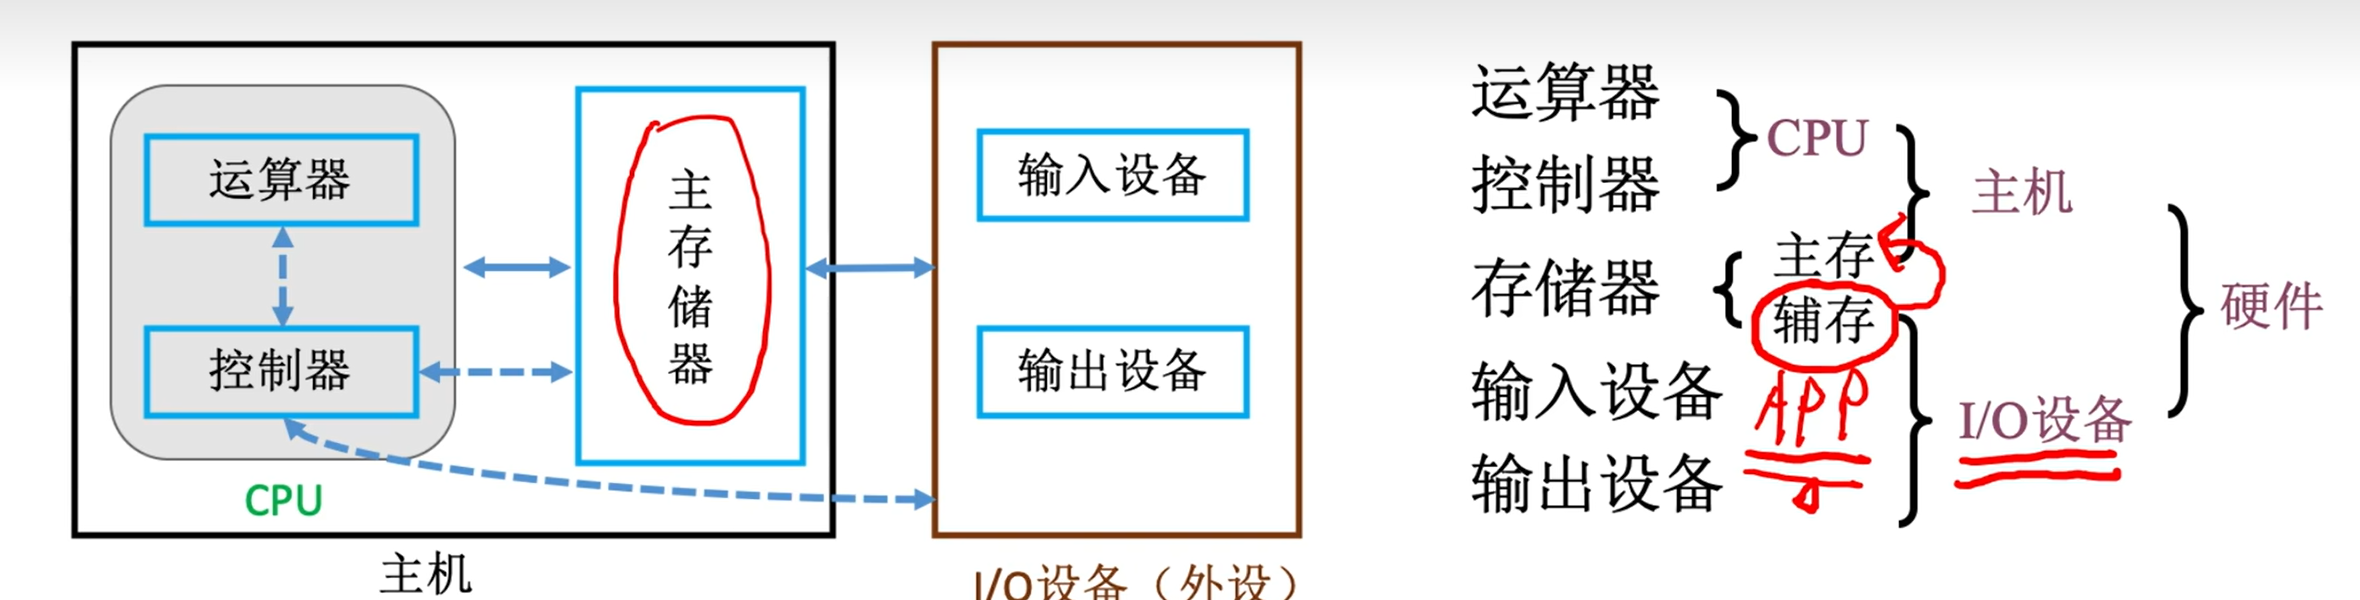 运算器
控制器
CPU
主存储器
主机
输入设备
输出设备
I/O设备（外设）
运算器
控制器
CPU
主机
存储器
主存
辅存
输入设备
APP
输出设备
I/O设备
硬件